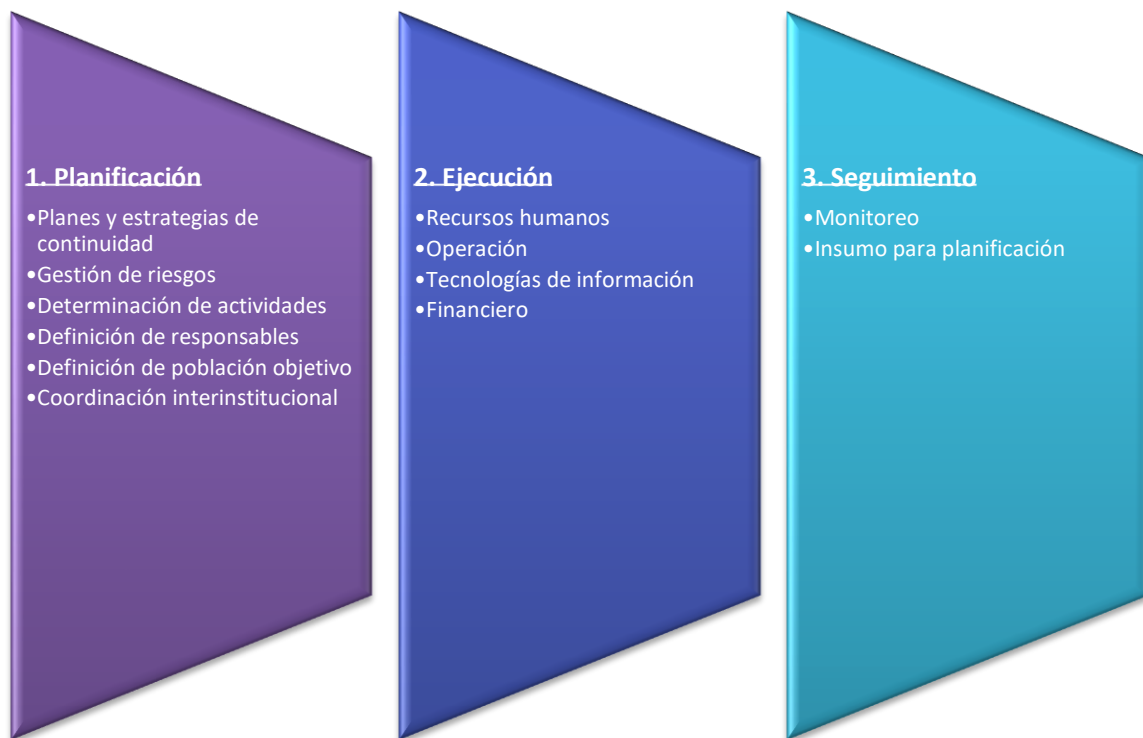 1. Planificación
•Planes y estrategias de
continuidad
•Gestión de riesgos
•Determinación de actividades
•Definición de responsables
•Definición de población objetivo
•Coordinación interinstitucional
2. Ejecución
•Recursos humanos
•Operación
•Tecnologías de información
•Financiero
3. Seguimiento
•Monitoreo
•Insumo para planificación